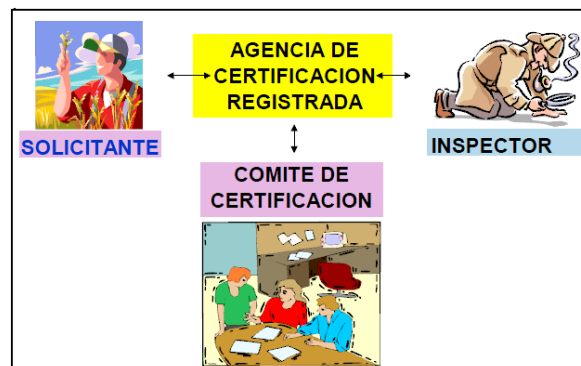 AGENCIA DE
CERTIFICACION
REGISTRADA
SOLICITANTE
INSPECTOR
COMITE DE
CERTIFICACION